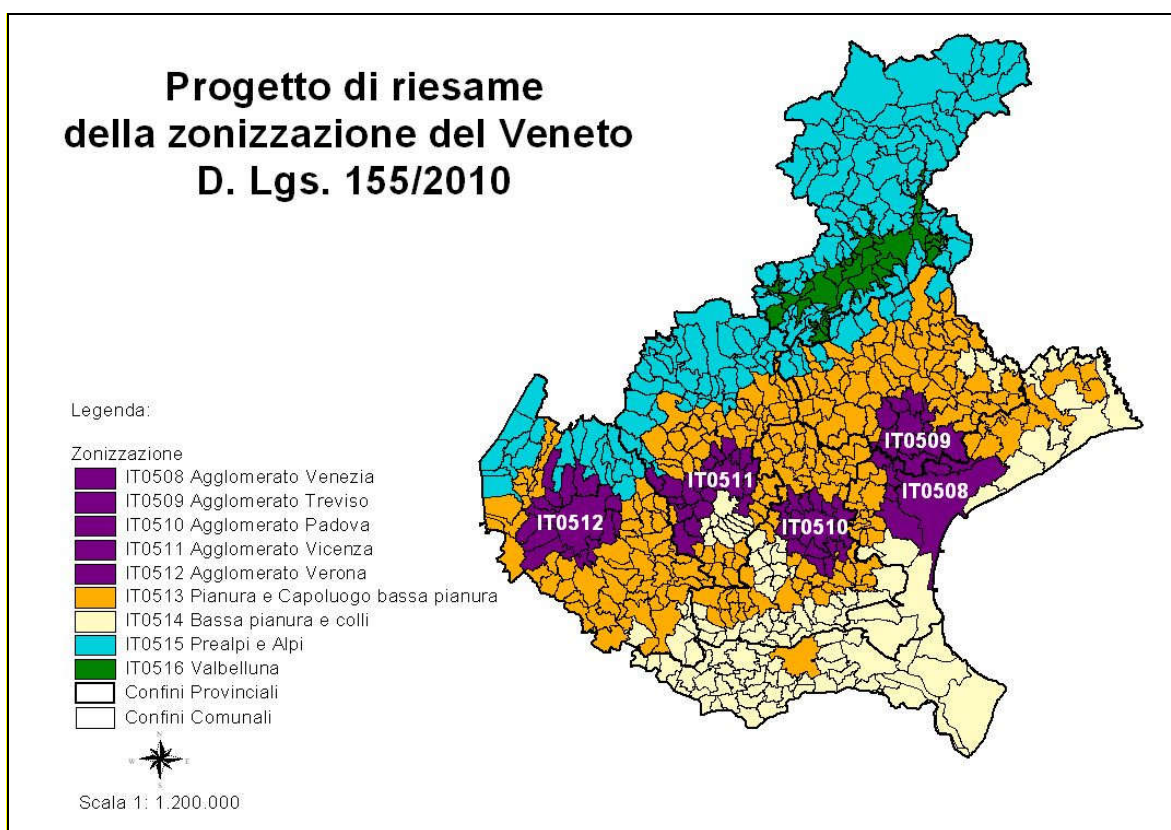 Progetto di riesame
della zonizzazione del Veneto
D. Lgs. 155/2010
Legenda:
Zonizzazione
IT0508 Agglomerato Venezia
IT0509 Agglomerato Treviso
IT0510 Agglomerato Padova
IT0511 Agglomerato Vicenza
IT0512 Agglomerato Verona
IT0513 Pianura e Capoluogo bassa pianura
IT0514 Bassa pianura e colli
IT0515 Prealpi e Alpi
IT0516 Valbelluna
Confini Provinciali
Confini Comunali
N
W E
S
Scala 1: 1.200.000
IT0509
IT0511
IT0508
IT0512
IT0510